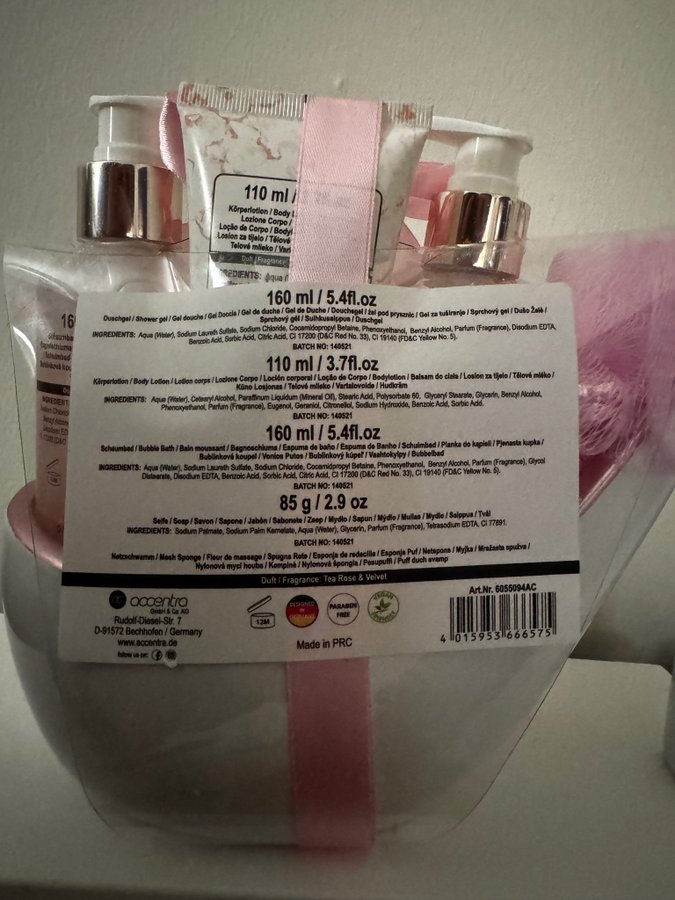 110 ml /
Körperlotion / Body L
Lozione Corpo /
Loção de Corpo / Body
Losion za tijelo / Tělové
Telové mlieko / Vart
Duft / Fragrance
INGREDIENTS: Aqua
16
160 ml / 5.4fl.oz
Duschgel / Shower gel / Gel douche / Gel Doccia / Gel de ducha / Gel de Duche / Douchegel / żel pod prysznic / Gel za tuširanje / Sprchový gel / Dušo Želė /
Sprchový gél / Suihkusaippua / Duschgel
INGREDIENTS: Aqua (Water), Sodium Laureth Sulfate, Sodium Chloride, Cocamidopropyl Betaine, Phenoxyethanol, Benzyl Alcohol, Parfum (Fragrance), Disodium EDTA,
Benzoic Acid, Sorbic Acid, Citric Acid, CI 17200 (D&C Red No. 33), CI 19140 (FD&C Yellow No. 5).
BATCH NO: 140521
110 ml / 3.7fl.oz
Körperlotion / Body Lotion / Lotion corps / Lozione Corpo / Loción corporal / Loção de Corpo / Bodylotion / Balsam do ciała / Losion za tijelo / Tělové mléko /
Kūno Losjonas / Telové mlieko / Vartalovoide / Hudkräm
INGREDIENTS: Aqua (Water), Cetearyl Alcohol, Paraffinum Liquidum (Mineral Oil), Stearic Acid, Polysorbate 60, Glyceryl Stearate, Glycerin, Benzyl Alcohol,
Phenoxyethanol, Parfum (Fragrance), Eugenol, Geraniol, Citronellol, Sodium Hydroxide, Benzoic Acid, Sorbic Acid.
BATCH NO: 140521
160 ml / 5.4fl.oz
Schaumbad / Bubble Bath / Bain moussant / Bagnoschiuma / Espuma de baño / Espuma de Banho / Schuimbad / Pianka do kąpieli / Pjenasta kupka /
Bublinková koupel / Vonios Putos / Bublinkový kúpeľ / Vaahtokylpy / Bubbelbad
INGREDIENTS: Aqua (Water), Sodium Laureth Sulfate, Sodium Chloride, Cocamidopropyl Betaine, Phenoxyethanol, Benzyl Alcohol, Parfum (Fragrance), Glycol
Distearate, Disodium EDTA, Benzoic Acid, Sorbic Acid, Citric Acid, CI 17200 (D&C Red No. 33), CI 19140 (FD&C Yellow No. 5).
BATCH NO: 140521
85 g / 2.9 oz
Seife / Soap / Savon / Sapone / Jabón / Sabonete / Zeep / Mydło / Sapun / Mýdlo / Muilas / Mydlo / Saippua / Tvål
INGREDIENTS: Sodium Palmate, Sodium Palm Kernelate, Aqua (Water), Glycerin, Parfum (Fragrance), Tetrasodium EDTA, CI 77891.
BATCH NO: 140521
Netzschwamm / Mesh Sponge / Fleur de massage / Spugna Rete / Esponja de redecilla / Esponja Puf / Netspons / Myjka / Mrežasta spužva /
Nylonová mycí houba / Kempinė / Nylonová špongia / Pesupuffi / Puff duch svamp
Duft / Fragrance: Tea Rose & Velvet
accentra
GmbH & Co. KG
Rudolf-Diesel-Str. 7
D-91572 Bechhofen / Germany
www.accentra.de
follow us on:
12M
DESIGNED IN GERMANY
PARABEN FREE
VEGAN
Made in PRC
Art.Nr. 6055094AC
4 015953 666575